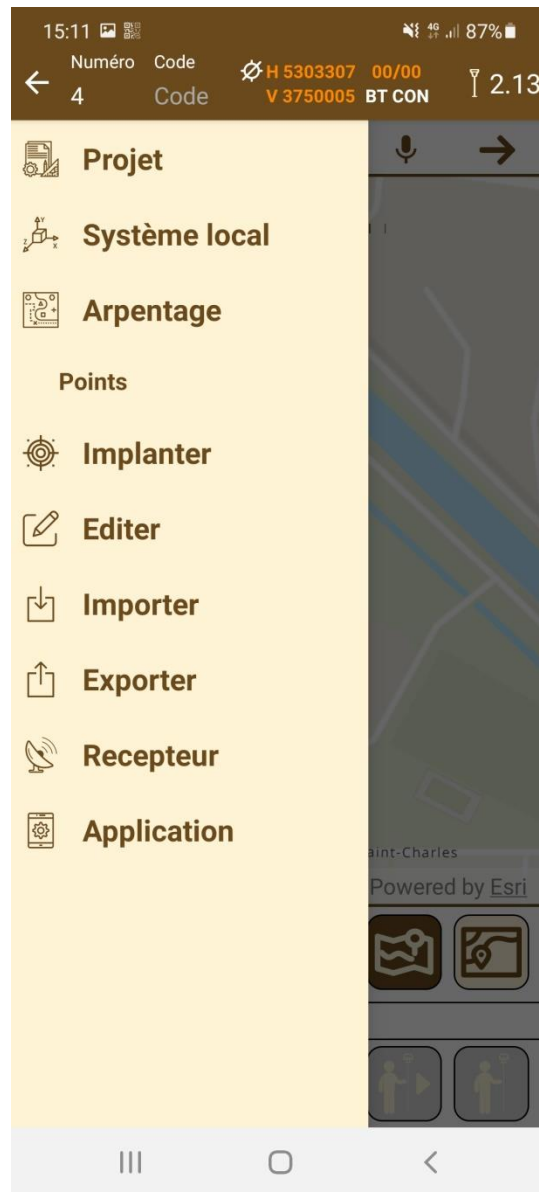 15:11 4G 87%
Numéro Code H 5303307 00/00 2.13
4 Code V 3750005 BT CON
Projet
Système local
Arpentage
Points
Implanter
Editer
Importer
Exporter
Recepteur
Application
aint-Charles
Powered by Esri